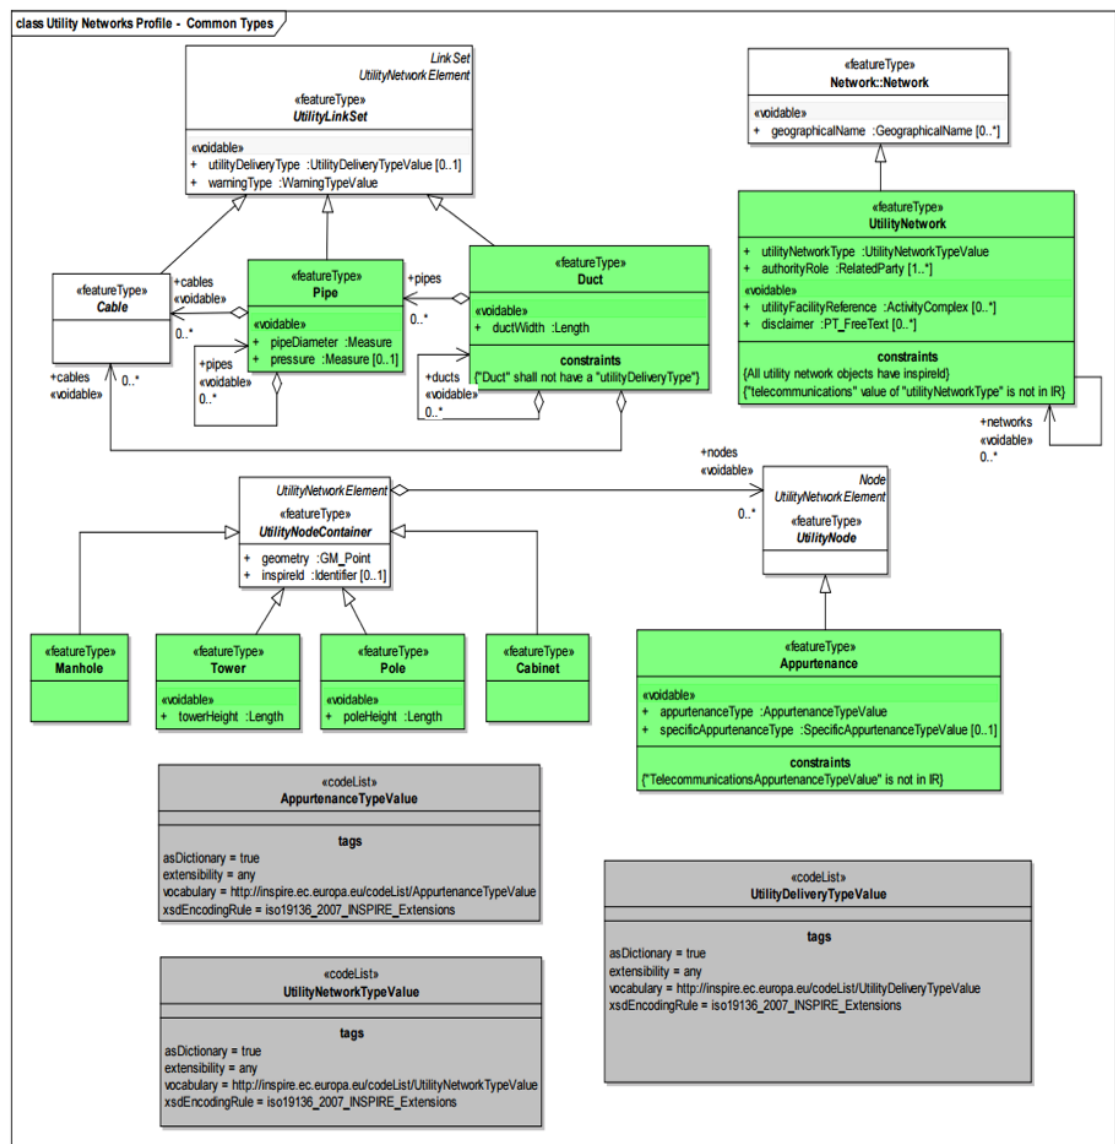 class Utility Networks Profile - Common Types
LinkSet
UtilityNetworkElement
«featureType»
UtilityLinkSet
«voidable»
+ utilityDeliveryType :UtilityDeliveryTypeValue [0..1]
+ warningType :WarningTypeValue
«featureType»
Network::Network
«voidable»
+ geographicalName :GeographicalName [0..*]
«featureType»
UtilityNetwork
+ utilityNetworkType :UtilityNetworkTypeValue
+ authorityRole :RelatedParty [1..*]
«voidable»
+ utilityFacilityReference :ActivityComplex [0..*]
+ disclaimer :PT_FreeText [0..*]
constraints
{All utility network objects have inspireId}
{"telecommunications" value of "utilityNetworkType" is not in IR}
+networks
«voidable»
0..*
«featureType»
Cable
+cables
«voidable»
0..*
«featureType»
Pipe
«voidable»
+ pipeDiameter :Measure
+ pressure :Measure [0..1]
+pipes
0..*
«featureType»
Duct
«voidable»
+ ductWidth :Length
constraints
{"Duct" shall not have a "utilityDeliveryType"}
+cables
«voidable»
0..*
+pipes
«voidable»
0..*
+ducts
«voidable»
0..*
UtilityNetworkElement
«featureType»
UtilityNodeContainer
+ geometry :GM_Point
+ inspireId :Identifier [0..1]
+nodes
«voidable»
0..*
Node
UtilityNetworkElement
«featureType»
UtilityNode
«featureType»
Manhole
«featureType»
Tower
«voidable»
+ towerHeight :Length
«featureType»
Pole
«voidable»
+ poleHeight :Length
«featureType»
Cabinet
«featureType»
Appurtenance
«voidable»
+ appurtenanceType :AppurtenanceTypeValue
+ specificAppurtenanceType :SpecificAppurtenanceTypeValue [0..1]
constraints
{"TelecommunicationsAppurtenanceTypeValue" is not in IR}
«codeList»
AppurtenanceTypeValue
tags
asDictionary = true
extensibility = any
vocabulary = http://inspire.ec.europa.eu/codeList/AppurtenanceTypeValue
xsdEncodingRule = iso19136_2007_INSPIRE_Extensions
«codeList»
UtilityDeliveryTypeValue
tags
asDictionary = true
extensibility = any
vocabulary = http://inspire.ec.europa.eu/codeList/UtilityDeliveryTypeValue
xsdEncodingRule = iso19136_2007_INSPIRE_Extensions
«codeList»
UtilityNetworkTypeValue
tags
asDictionary = true
extensibility = any
vocabulary = http://inspire.ec.europa.eu/codeList/UtilityNetworkTypeValue
xsdEncodingRule = iso19136_2007_INSPIRE_Extensions